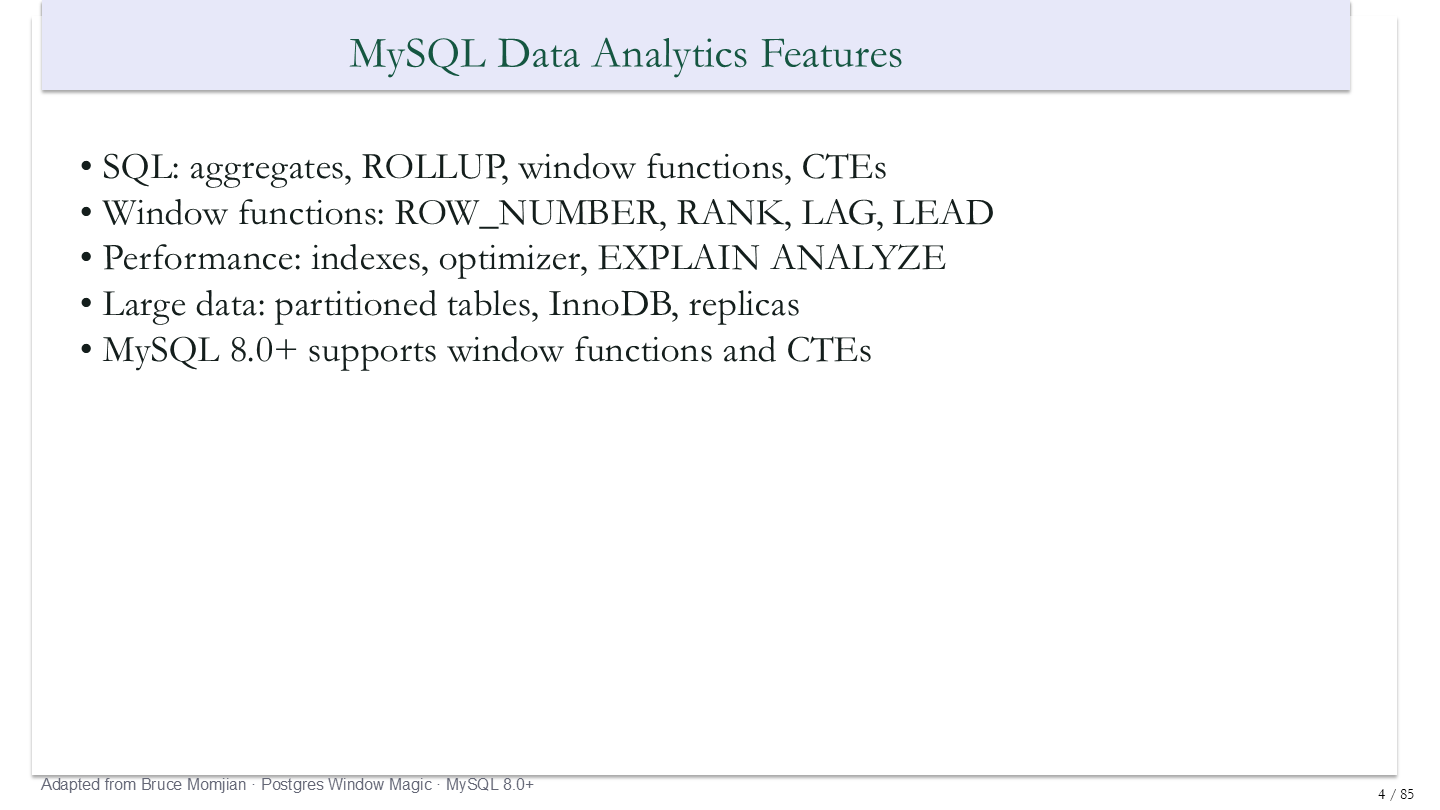 MySQL Data Analytics Features
• SQL: aggregates, ROLLUP, window functions, CTEs
• Window functions: ROW_NUMBER, RANK, LAG, LEAD
• Performance: indexes, optimizer, EXPLAIN ANALYZE
• Large data: partitioned tables, InnoDB, replicas
• MySQL 8.0+ supports window functions and CTEs
Adapted from Bruce Momjian · Postgres Window Magic · MySQL 8.0+
4 / 85